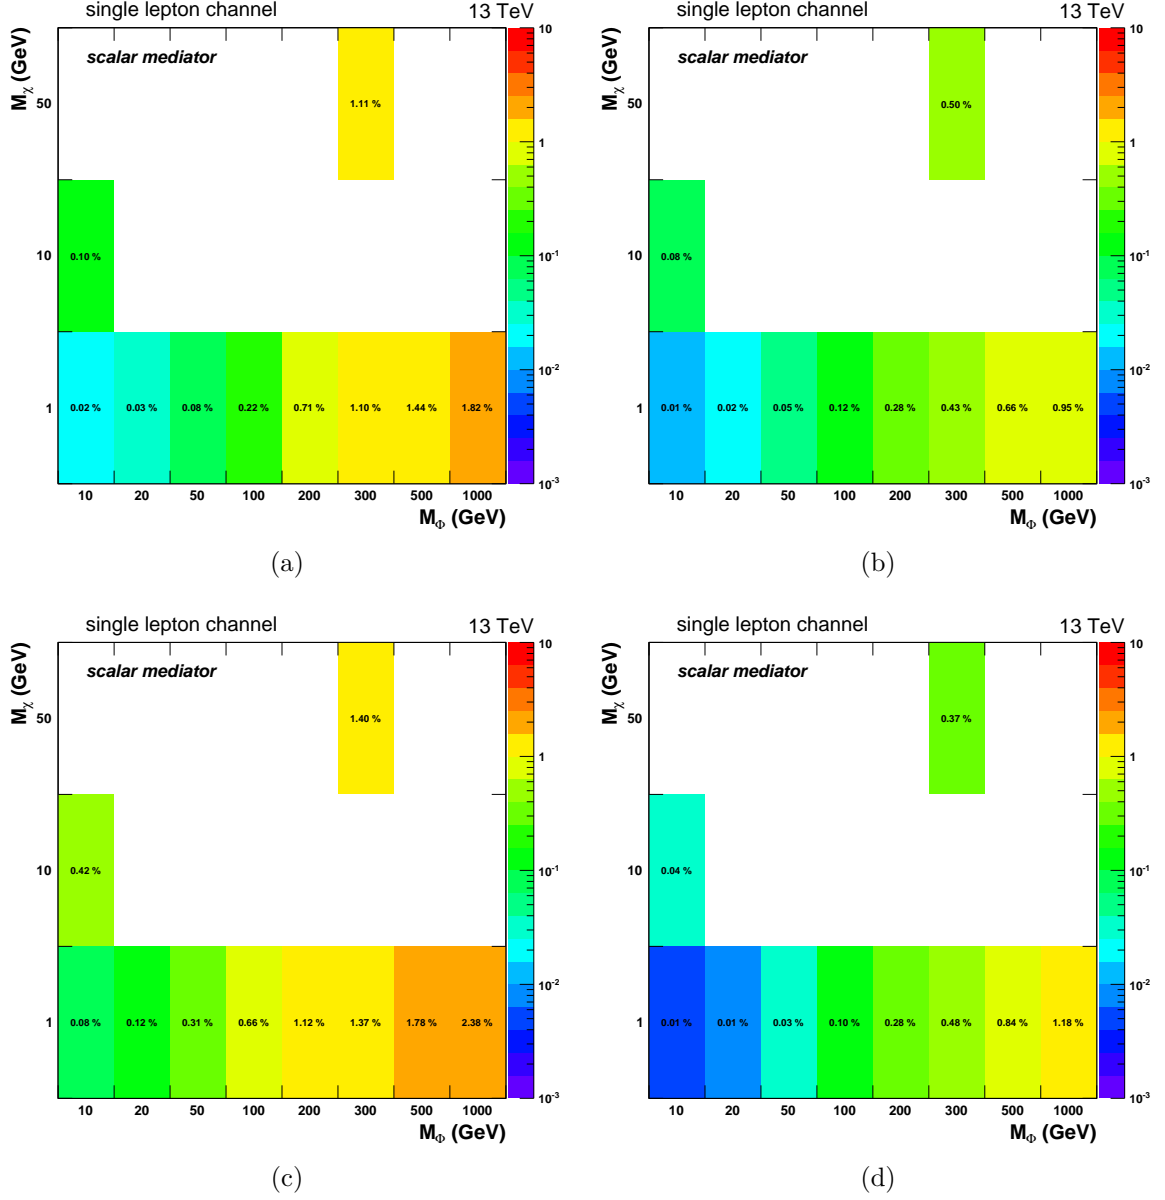 single lepton channel 13 TeV
scalar mediator
Mχ (GeV)
50
10
1
1.11 %
0.10 %
0.02 % 0.03 % 0.08 % 0.22 % 0.71 % 1.10 % 1.44 % 1.82 %
10 20 50 100 200 300 500 1000
MΦ (GeV)
10
1
10-1
10-2
10-3
(a)
single lepton channel 13 TeV
scalar mediator
Mχ (GeV)
50
10
1
0.50 %
0.08 %
0.01 % 0.02 % 0.05 % 0.12 % 0.28 % 0.43 % 0.66 % 0.95 %
10 20 50 100 200 300 500 1000
MΦ (GeV)
10
1
10-1
10-2
10-3
(b)
single lepton channel 13 TeV
scalar mediator
Mχ (GeV)
50
10
1
1.40 %
0.42 %
0.08 % 0.12 % 0.31 % 0.66 % 1.12 % 1.37 % 1.78 % 2.38 %
10 20 50 100 200 300 500 1000
MΦ (GeV)
10
1
10-1
10-2
10-3
(c)
single lepton channel 13 TeV
scalar mediator
Mχ (GeV)
50
10
1
0.37 %
0.04 %
0.01 % 0.01 % 0.03 % 0.10 % 0.28 % 0.48 % 0.84 % 1.18 %
10 20 50 100 200 300 500 1000
MΦ (GeV)
10
1
10-1
10-2
10-3
(d)